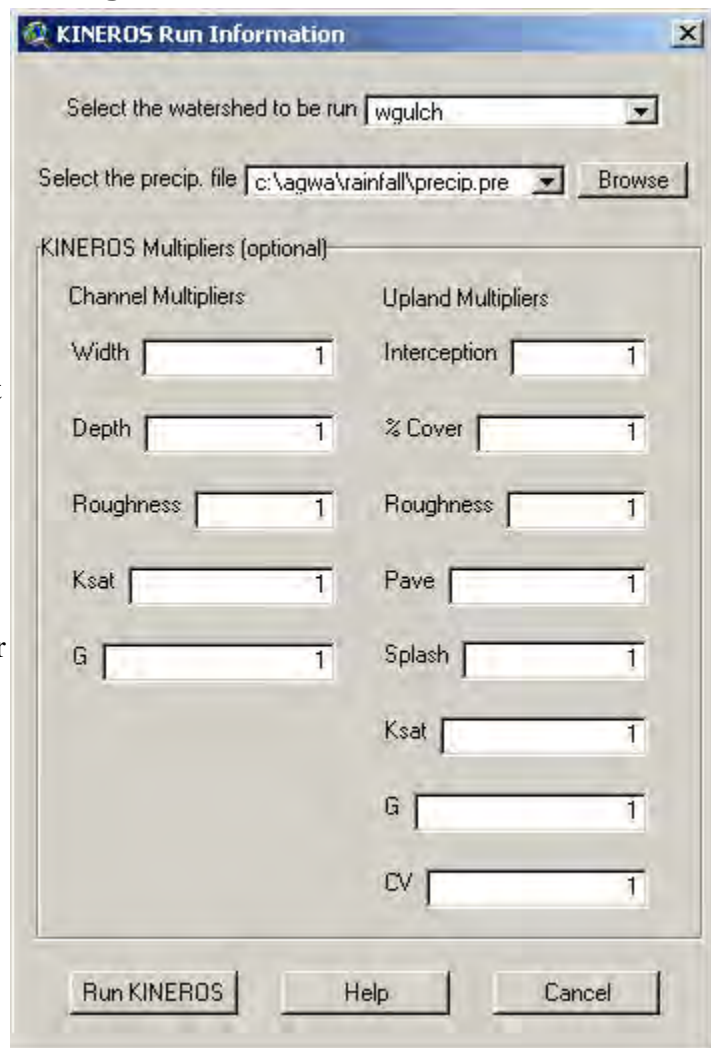 KINEROS Run Information
Select the watershed to be run wgulch
Select the precip. file c:\agwa\rainfall\precip.pre Browse
KINEROS Multipliers (optional)
Channel Multipliers Upland Multipliers
Width 1 Interception 1
Depth 1 % Cover 1
Roughness 1 Roughness 1
Ksat 1 Pave 1
G 1 Splash 1
Ksat 1
G 1
CV 1
Run KINEROS Help Cancel